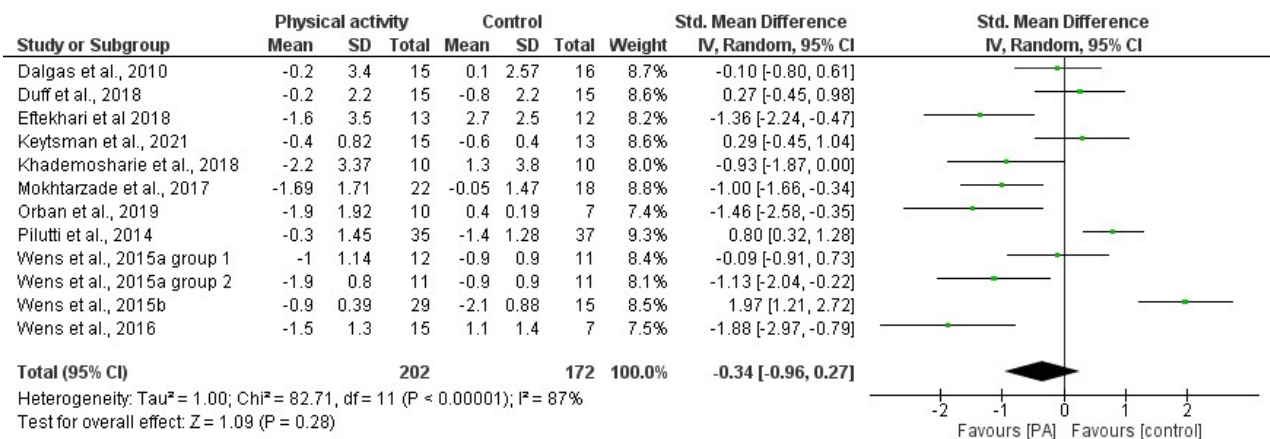 Physical activity Control Std. Mean Difference Std. Mean Difference
Study or Subgroup Mean SD Total Mean SD Total Weight IV, Random, 95% CI IV, Random, 95% CI
Dalgas et al., 2010 -0.2 3.4 15 0.1 2.57 16 8.7% -0.10 [-0.80, 0.61]
Duff et al., 2018 -0.2 2.2 15 -0.8 2.2 15 8.6% 0.27 [-0.45, 0.98]
Eftekhari et al 2018 -1.6 3.5 13 2.7 2.5 12 8.2% -1.36 [-2.24, -0.47]
Keytsman et al., 2021 -0.4 0.82 15 -0.6 0.4 13 8.6% 0.29 [-0.45, 1.04]
Khademosharie et al., 2018 -2.2 3.37 10 1.3 3.8 10 8.0% -0.93 [-1.87, 0.00]
Mokhtarzade et al., 2017 -1.69 1.71 22 -0.05 1.47 18 8.8% -1.00 [-1.66, -0.34]
Orban et al., 2019 -1.9 1.92 10 0.4 0.19 7 7.4% -1.46 [-2.58, -0.35]
Pilutti et al., 2014 -0.3 1.45 35 -1.4 1.28 37 9.3% 0.80 [0.32, 1.28]
Wens et al., 2015a group 1 -1 1.14 12 -0.9 0.9 11 8.4% -0.09 [-0.91, 0.73]
Wens et al., 2015a group 2 -1.9 0.8 11 -0.9 0.9 11 8.1% -1.13 [-2.04, -0.22]
Wens et al., 2015b -0.9 0.39 29 -2.1 0.88 15 8.5% 1.97 [1.21, 2.72]
Wens et al., 2016 -1.5 1.3 15 1.1 1.4 7 7.5% -1.88 [-2.97, -0.79]
Total (95% CI) 202 172 100.0% -0.34 [-0.96, 0.27]
Heterogeneity: Tau² = 1.00; Chi² = 82.71, df = 11 (P < 0.00001); I² = 87%
Test for overall effect: Z = 1.09 (P = 0.28)
-2 -1 0 1 2
Favours [PA] Favours [control]